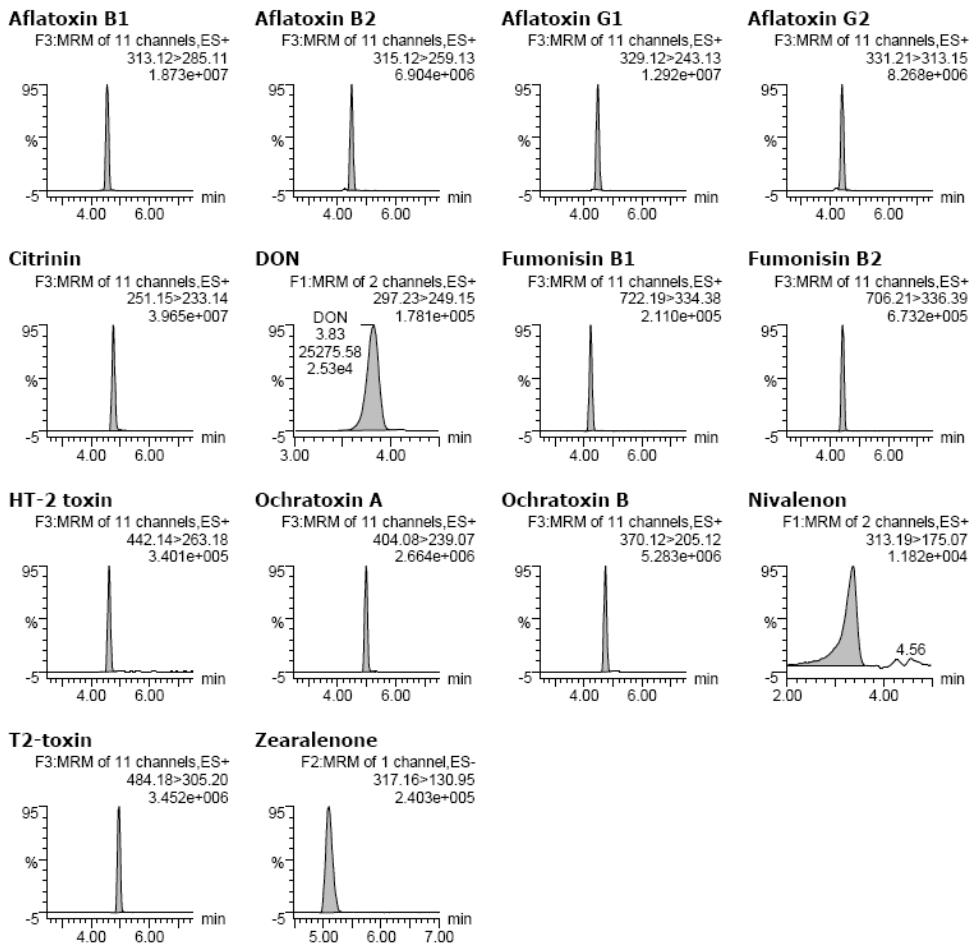 Aflatoxin B1
F3:MRM of 11 channels,ES+
313.12>285.11
1.873e+007
95
%
-5
min
4.00 6.00
Aflatoxin B2
F3:MRM of 11 channels,ES+
315.12>259.13
6.904e+006
95
%
-5
min
4.00 6.00
Aflatoxin G1
F3:MRM of 11 channels,ES+
329.12>243.13
1.292e+007
95
%
-5
min
4.00 6.00
Aflatoxin G2
F3:MRM of 11 channels,ES+
331.21>313.15
8.268e+006
95
%
-5
min
4.00 6.00
Citrinin
F3:MRM of 11 channels,ES+
251.15>233.14
3.965e+007
95
%
-5
min
4.00 6.00
DON
F1:MRM of 2 channels,ES+
297.23>249.15
1.781e+005
DON
3.83
25275.58
2.53e4
95
%
-5
min
3.00 4.00
Fumonisin B1
F3:MRM of 11 channels,ES+
722.19>334.38
2.110e+005
95
%
-5
min
4.00 6.00
Fumonisin B2
F3:MRM of 11 channels,ES+
706.21>336.39
6.732e+005
95
%
-5
min
4.00 6.00
HT-2 toxin
F3:MRM of 11 channels,ES+
442.14>263.18
3.401e+005
95
%
-5
min
4.00 6.00
Ochratoxin A
F3:MRM of 11 channels,ES+
404.08>239.07
2.664e+006
95
%
-5
min
4.00 6.00
Ochratoxin B
F3:MRM of 11 channels,ES+
370.12>205.12
5.283e+006
95
%
-5
min
4.00 6.00
Nivalenon
F1:MRM of 2 channels,ES+
313.19>175.07
1.182e+004
95
%
4.56
-5
min
2.00 4.00
T2-toxin
F3:MRM of 11 channels,ES+
484.18>305.20
3.452e+006
95
%
-5
min
4.00 6.00
Zearalenone
F2:MRM of 1 channel,ES-
317.16>130.95
2.403e+005
95
%
-5
min
5.00 6.00 7.00